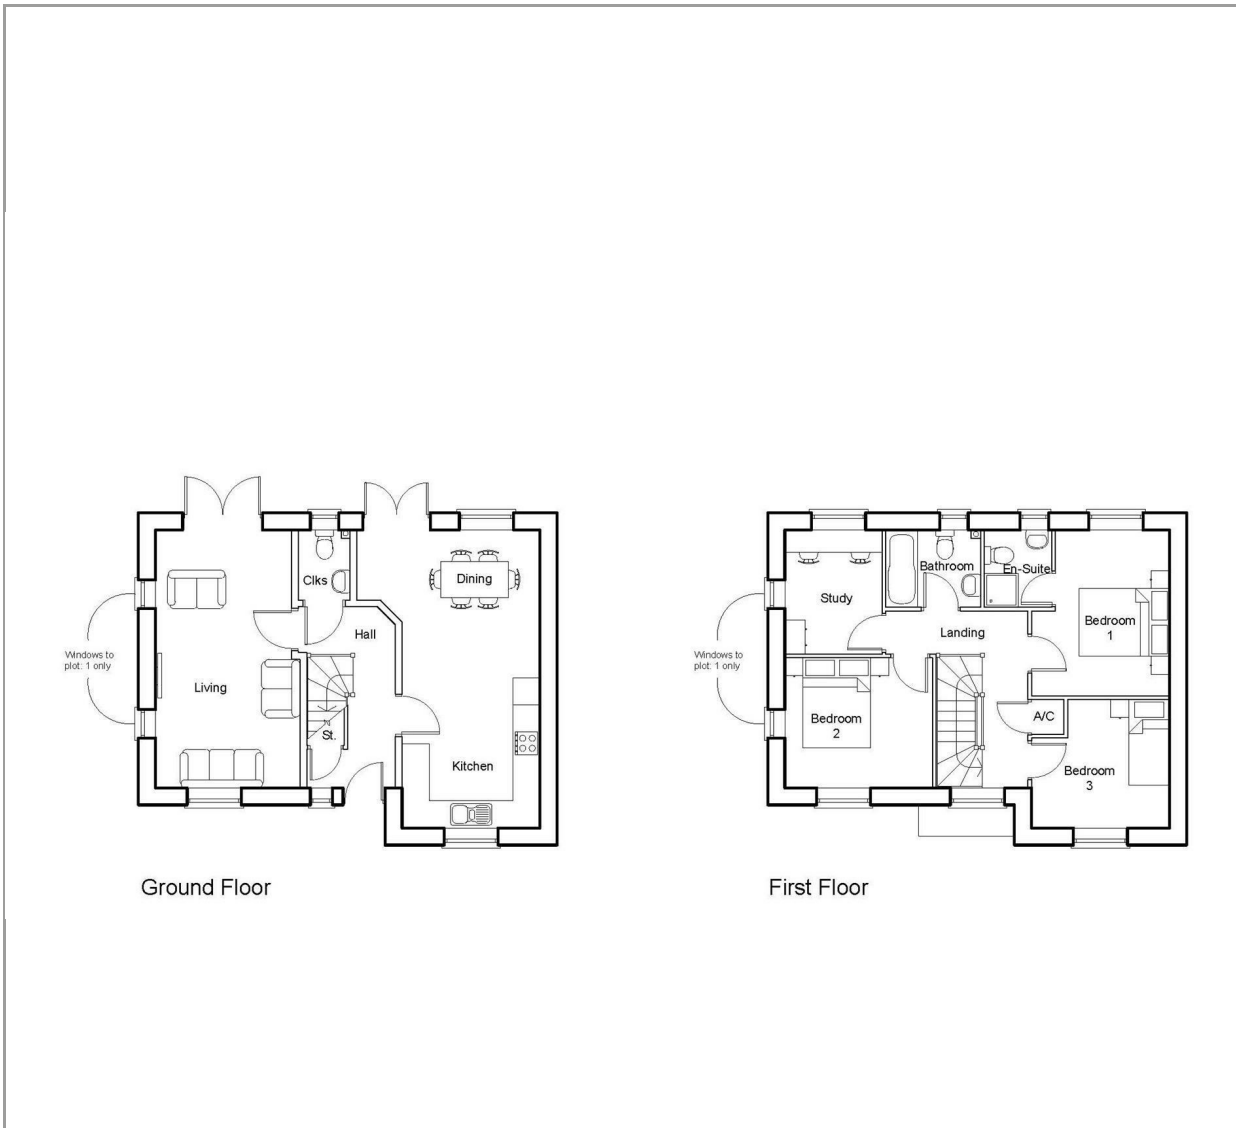 Clks
Dining
Hall
Windows to
plot: 1 only
Living
St.
Kitchen
Ground Floor
Bathroom
En-Suite
Study
Bedroom
1
Landing
Windows to
plot: 1 only
Bedroom
2
A/C
Bedroom
3
First Floor